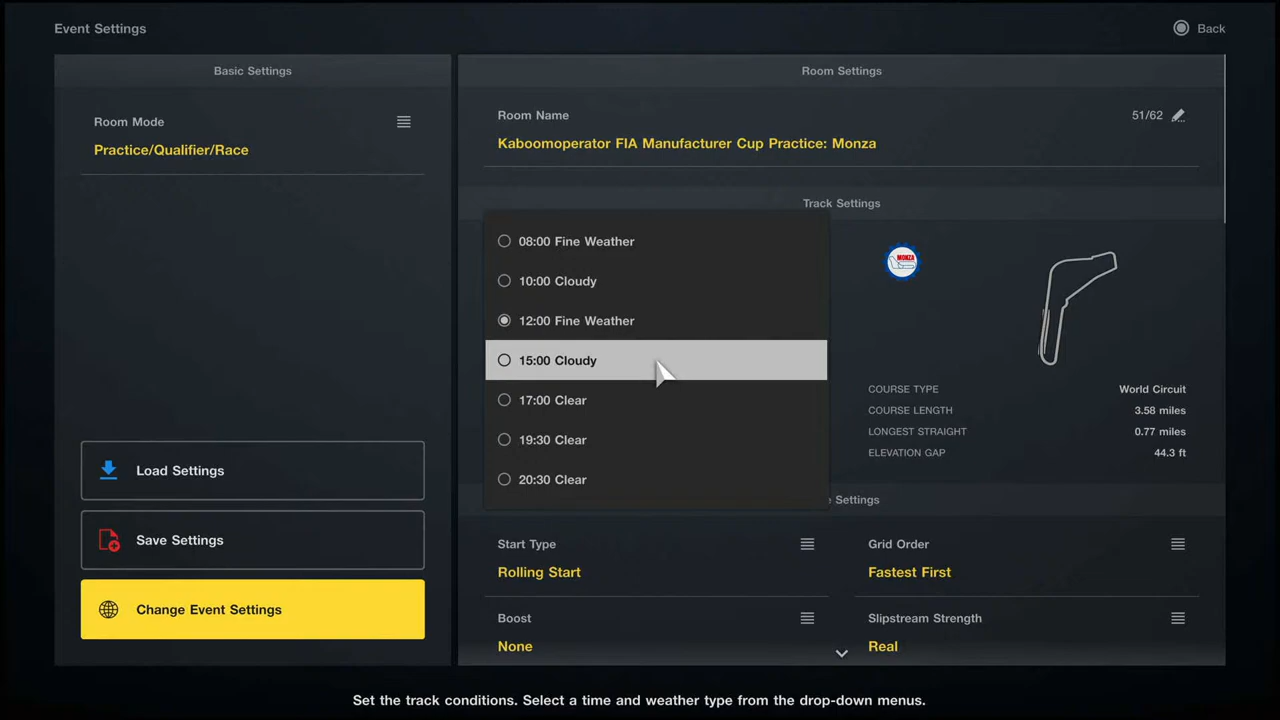 Event Settings
Back
Basic Settings
Room Mode
Practice/Qualifier/Race
Load Settings
Save Settings
Change Event Settings
Room Settings
Room Name
51/62
Kaboomoperator FIA Manufacturer Cup Practice: Monza
Track Settings
08:00 Fine Weather
10:00 Cloudy
12:00 Fine Weather
15:00 Cloudy
17:00 Clear
19:30 Clear
20:30 Clear
MONZA
COURSE TYPE World Circuit
COURSE LENGTH 3.58 miles
LONGEST STRAIGHT 0.77 miles
ELEVATION GAP 44.3 ft
Settings
Start Type
Rolling Start
Grid Order
Fastest First
Boost
None
Slipstream Strength
Real
Set the track conditions. Select a time and weather type from the drop-down menus.